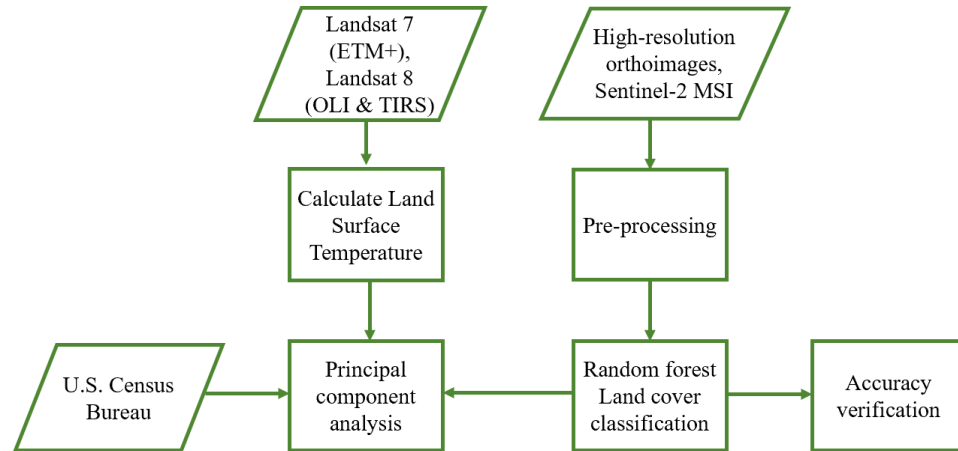 Landsat 7
(ETM+),
Landsat 8
(OLI & TIRS)
High-resolution
orthoimages,
Sentinel-2 MSI
Calculate Land
Surface
Temperature
Pre-processing
U.S. Census
Bureau
Principal
component
analysis
Random forest
Land cover
classification
Accuracy
verification